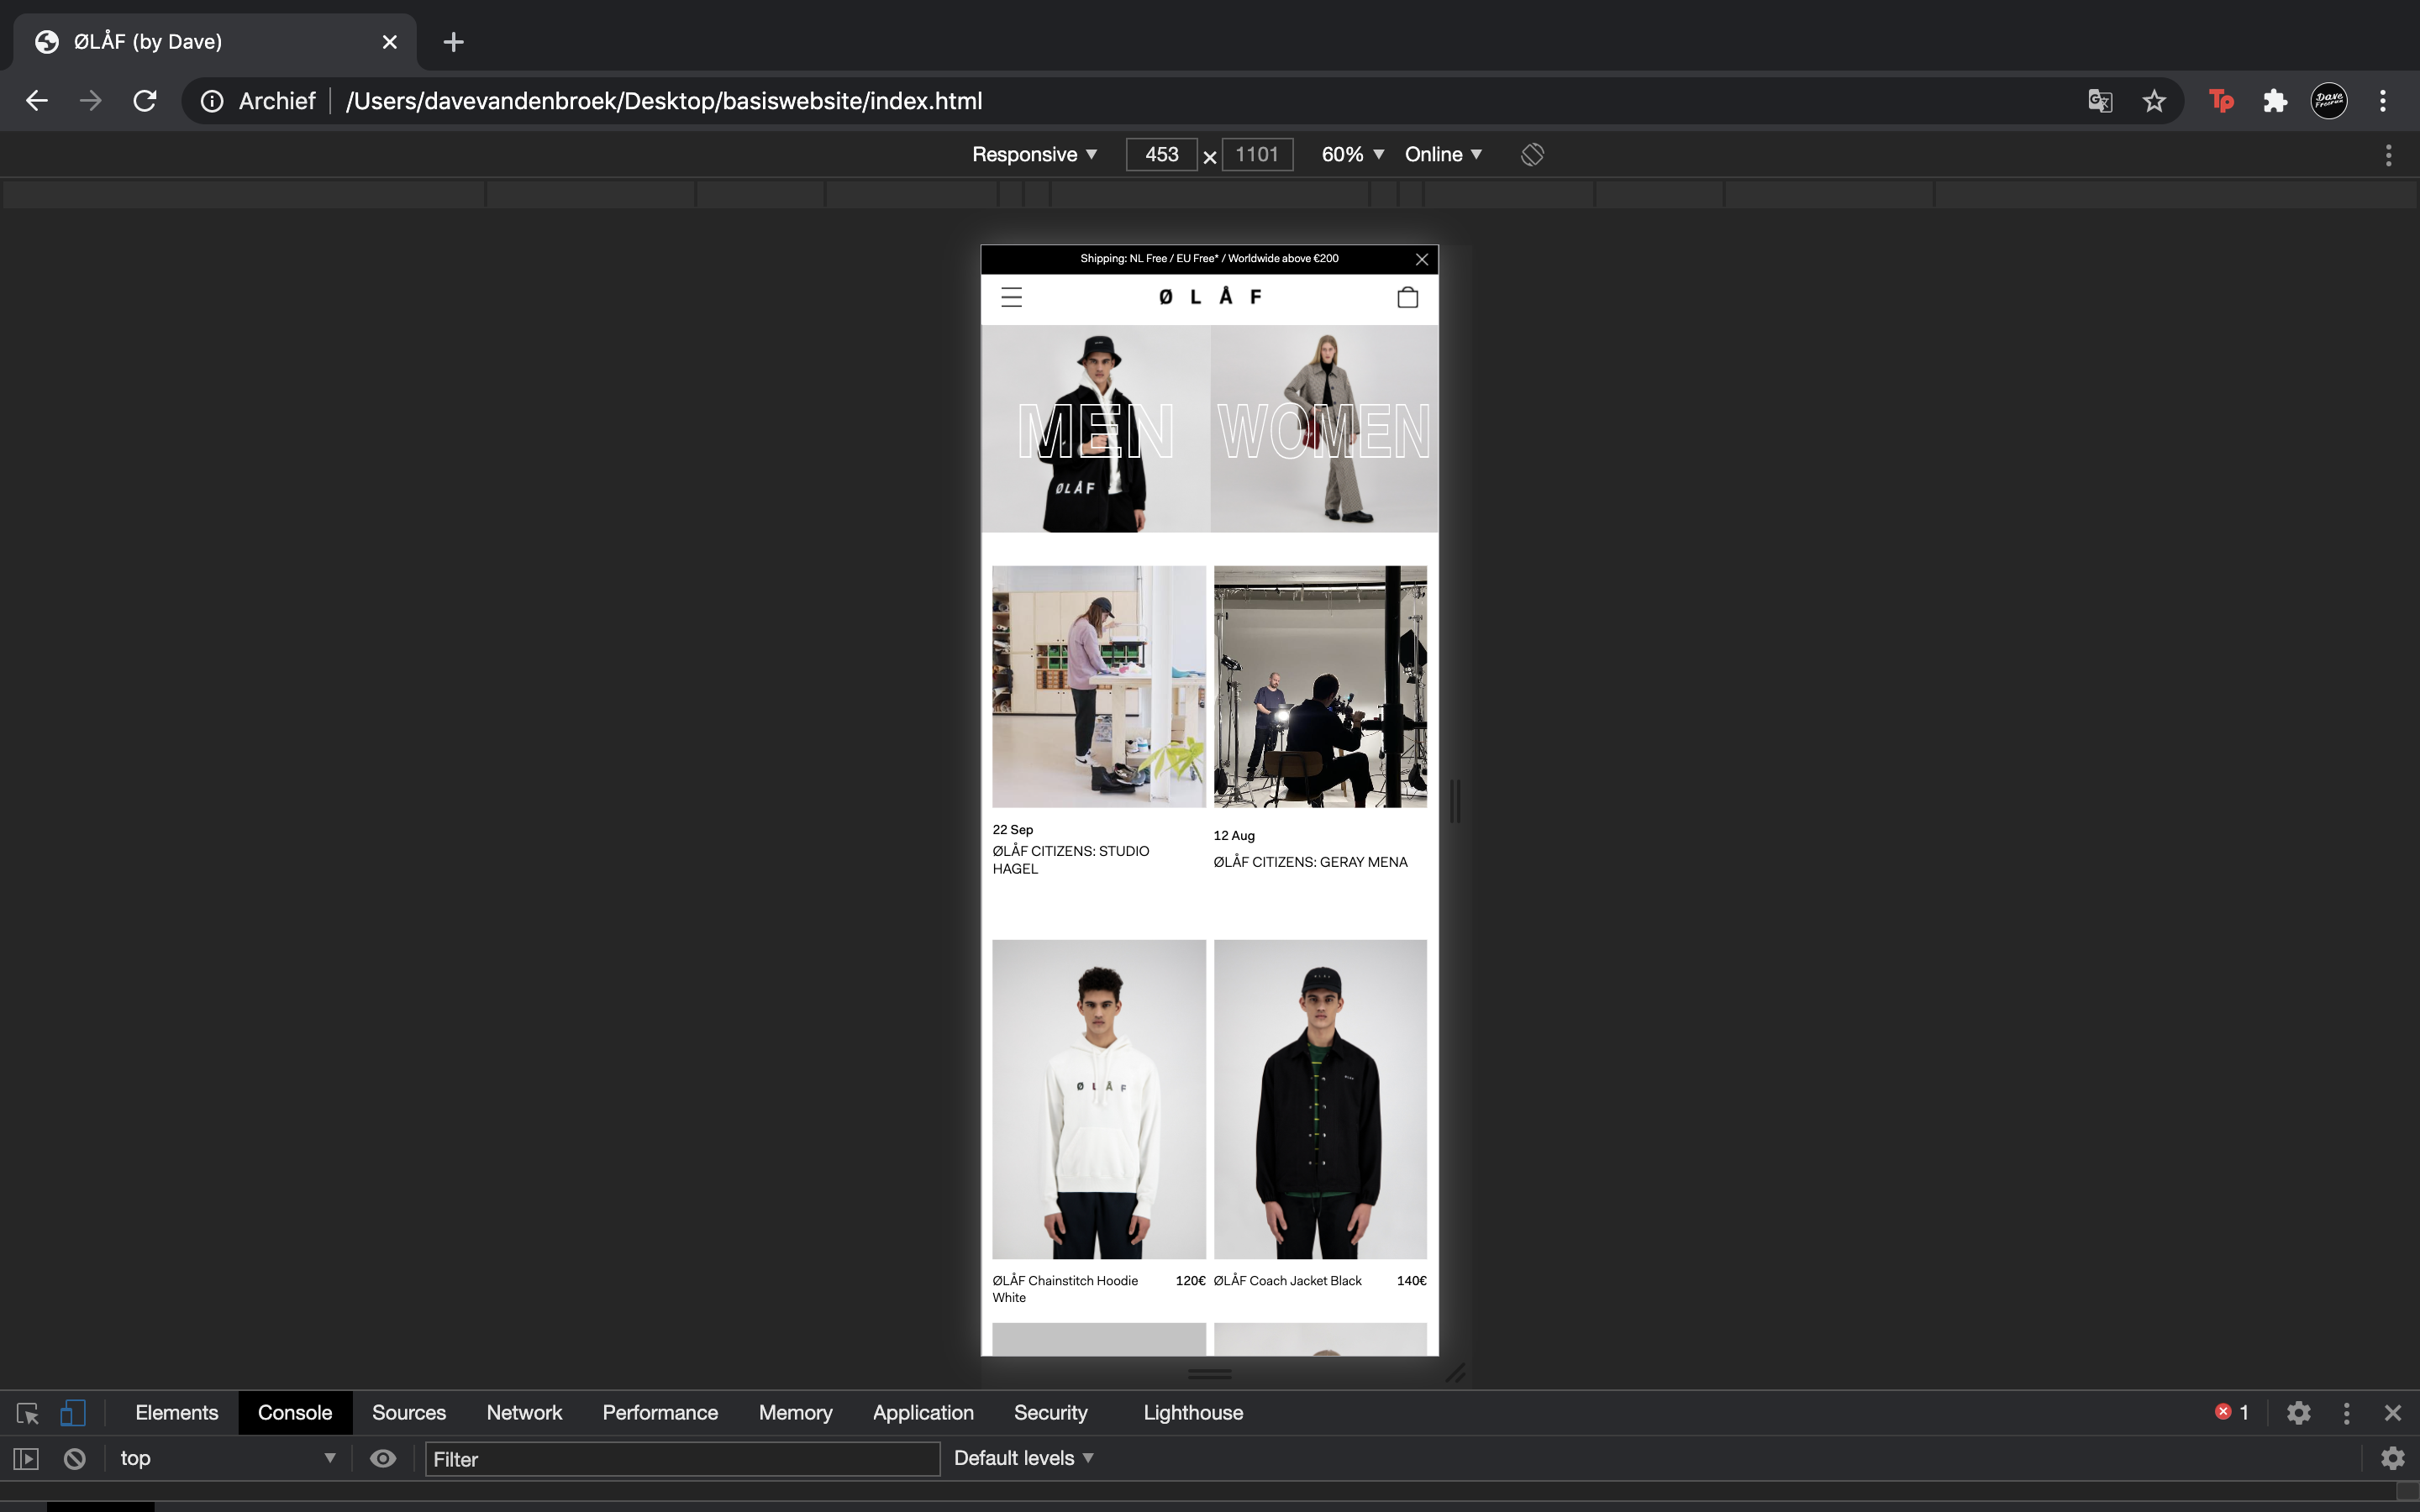 ØLÅF (by Dave)
Archief /Users/davevandenbroek/Desktop/basiswebsite/index.html
Tp
Dave
Responsive ▼ 453 × 1101 60% ▼ Online ▼
Shipping: NL Free / EU Free* / Worldwide above €200
Ø L Å F
MEN WOMEN
ØLÅF
22 Sep
ØLÅF CITIZENS: STUDIO
HAGEL
12 Aug
ØLÅF CITIZENS: GERAY MENA
Ø L Å F
ØLÅF Chainstitch Hoodie
White
120€
ØLÅF Coach Jacket Black
140€
Elements Console Sources Network Performance Memory Application Security Lighthouse 1
top ▼ Filter Default levels ▼